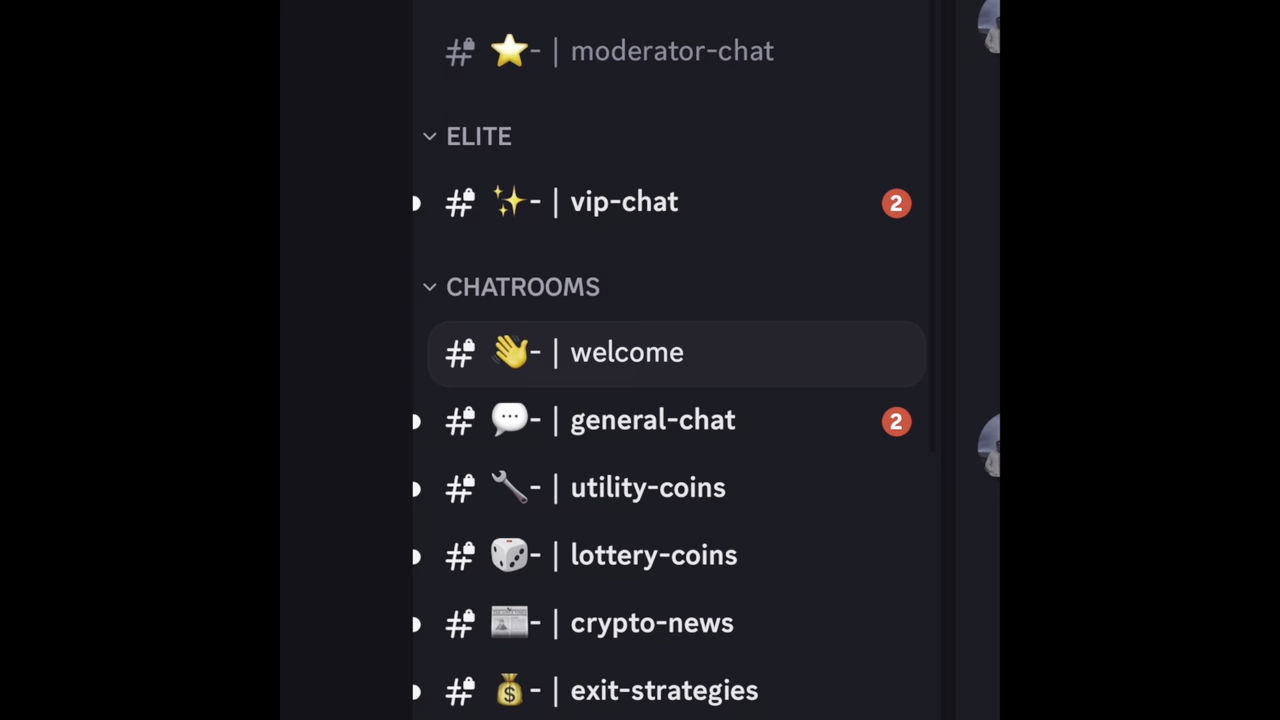 ⭐- | moderator-chat
ELITE
✨- | vip-chat 2
CHATROOMS
👋- | welcome
💬- | general-chat 2
🔧- | utility-coins
🎲- | lottery-coins
📰- | crypto-news
💰- | exit-strategies